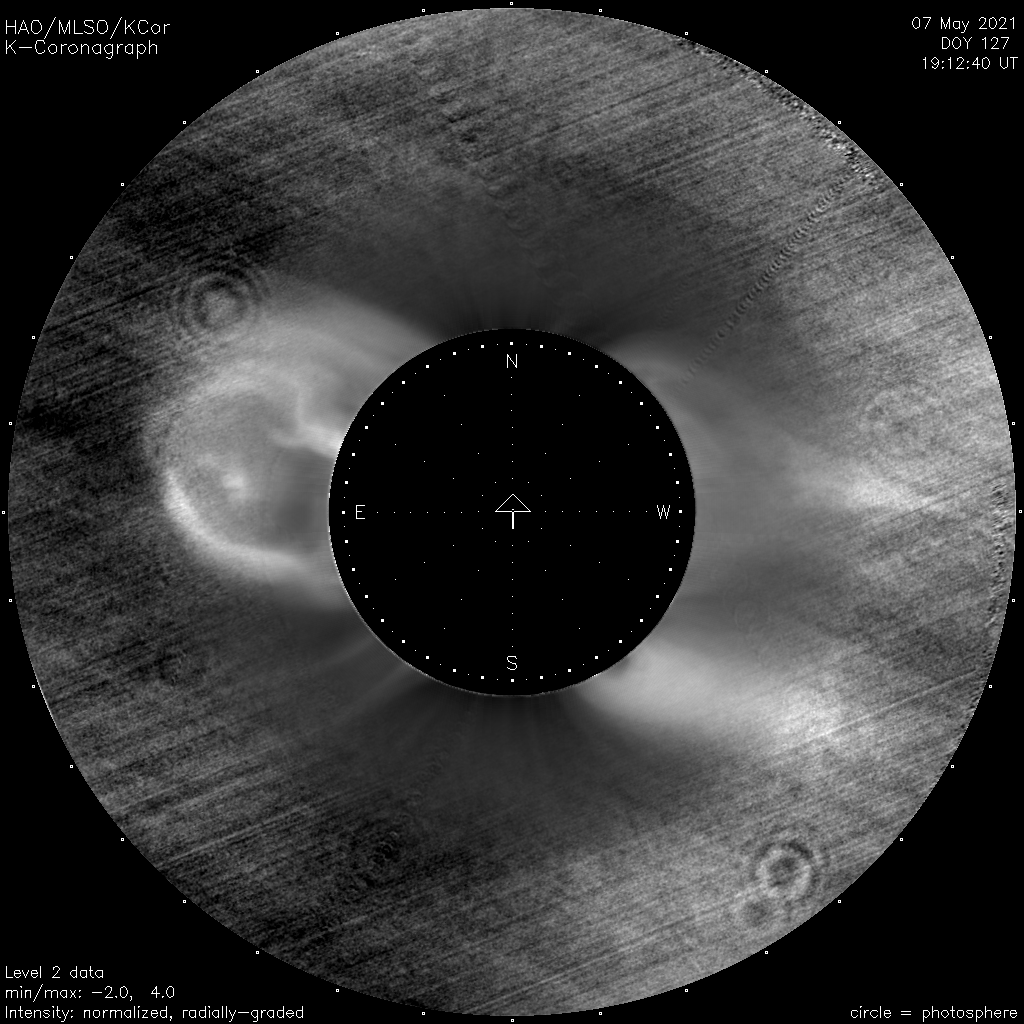 HAO/MLSO/KCor
K-Coronagraph
07 May 2021
DOY 127
19:12:40 UT
N
E
W
S
Level 2 data
min/max: -2.0, 4.0
Intensity: normalized, radially-graded
circle = photosphere